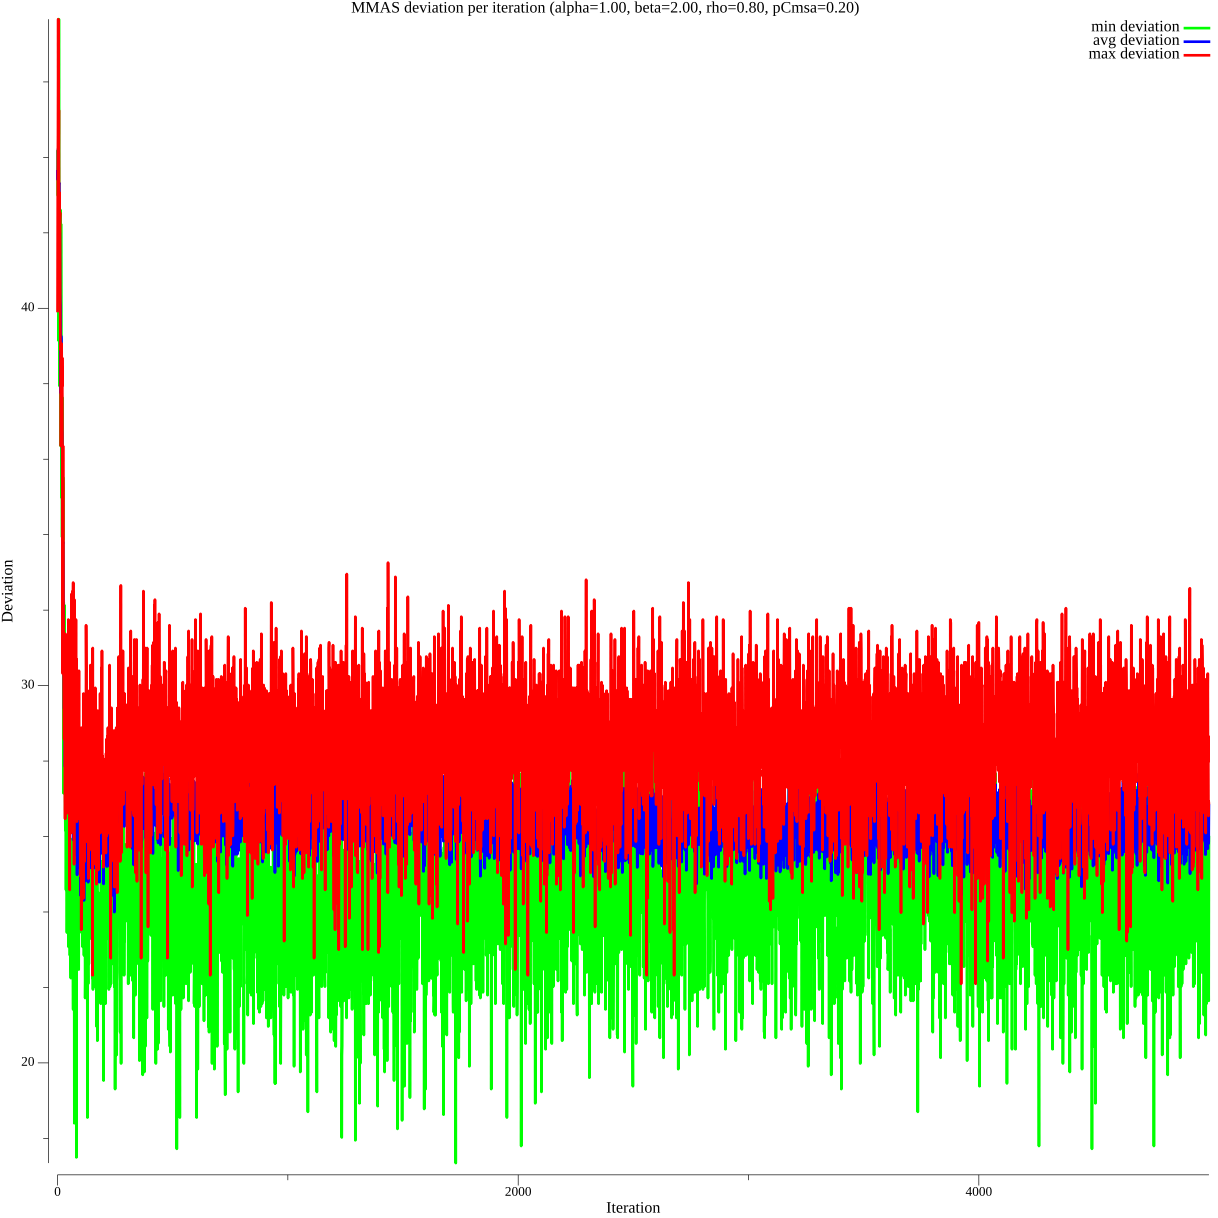 MMAS deviation per iteration (alpha=1.00, beta=2.00, rho=0.80, pCmsa=0.20)
min deviation
avg deviation
max deviation
40
30
20
Deviation
0
2000
4000
Iteration